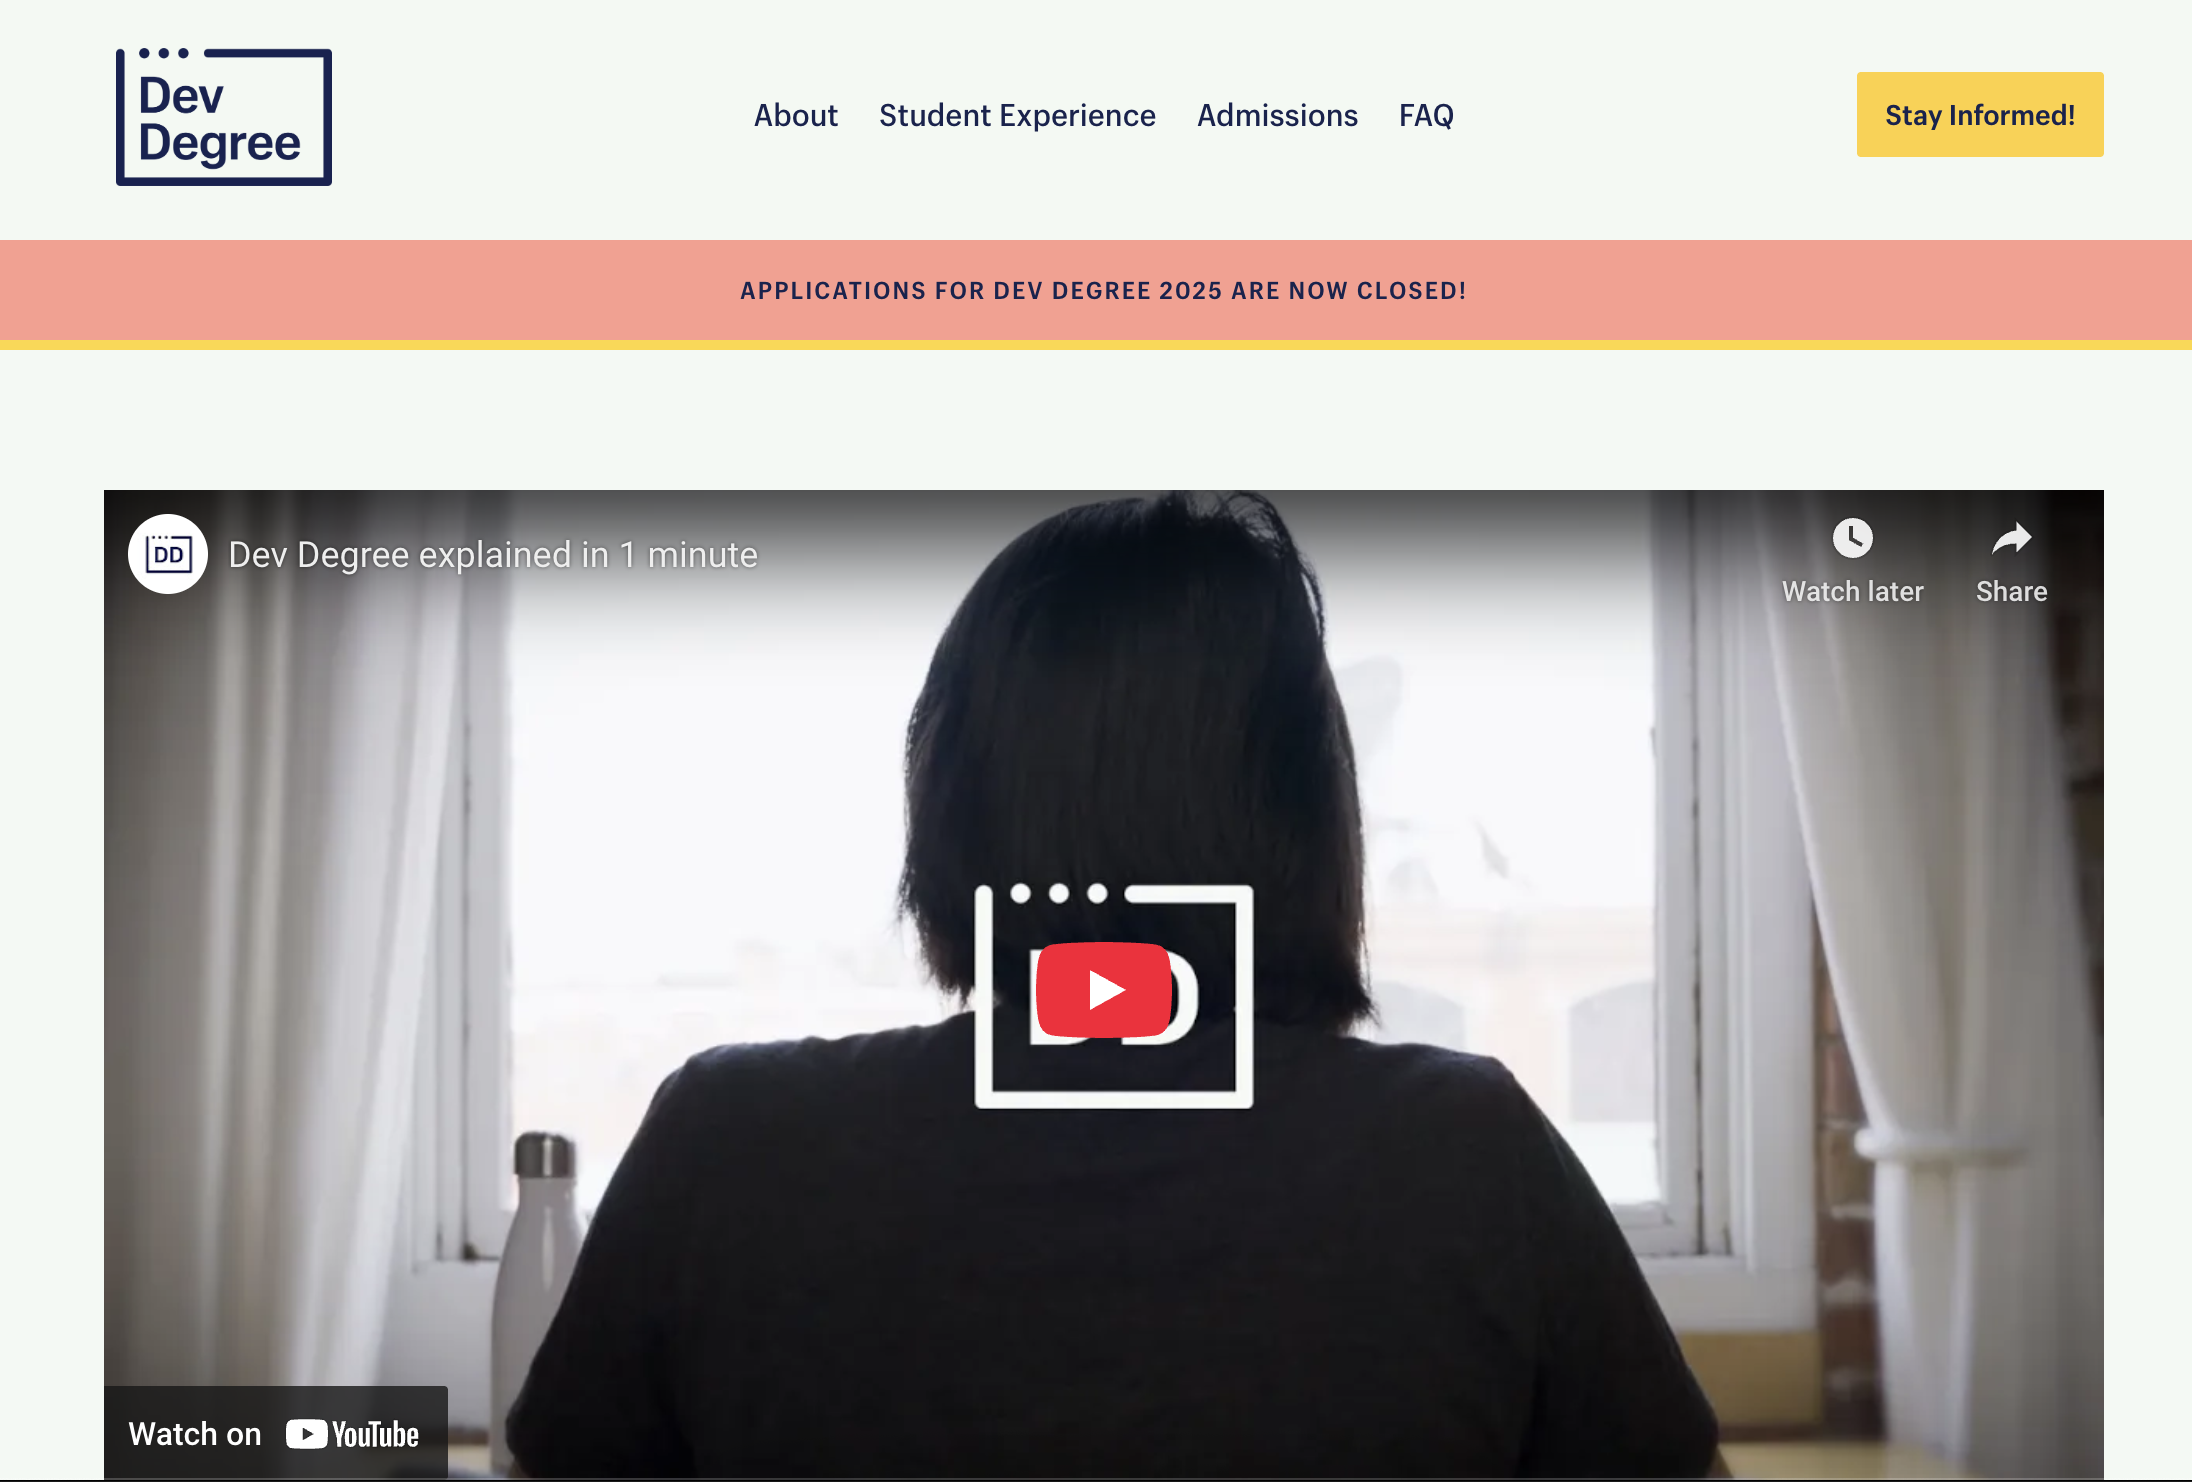 Dev
Degree
About Student Experience Admissions FAQ
Stay Informed!
APPLICATIONS FOR DEV DEGREE 2025 ARE NOW CLOSED!
DD
Dev Degree explained in 1 minute
Watch later
Share
DD
Watch on YouTube